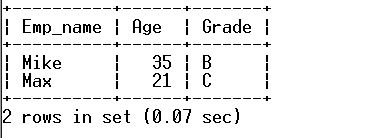 +----------+------+-------+
| Emp_name | Age  | Grade |
+----------+------+-------+
| Mike     |   35 | B     |
| Max      |   21 | C     |
+----------+------+-------+
2 rows in set (0.07 sec)